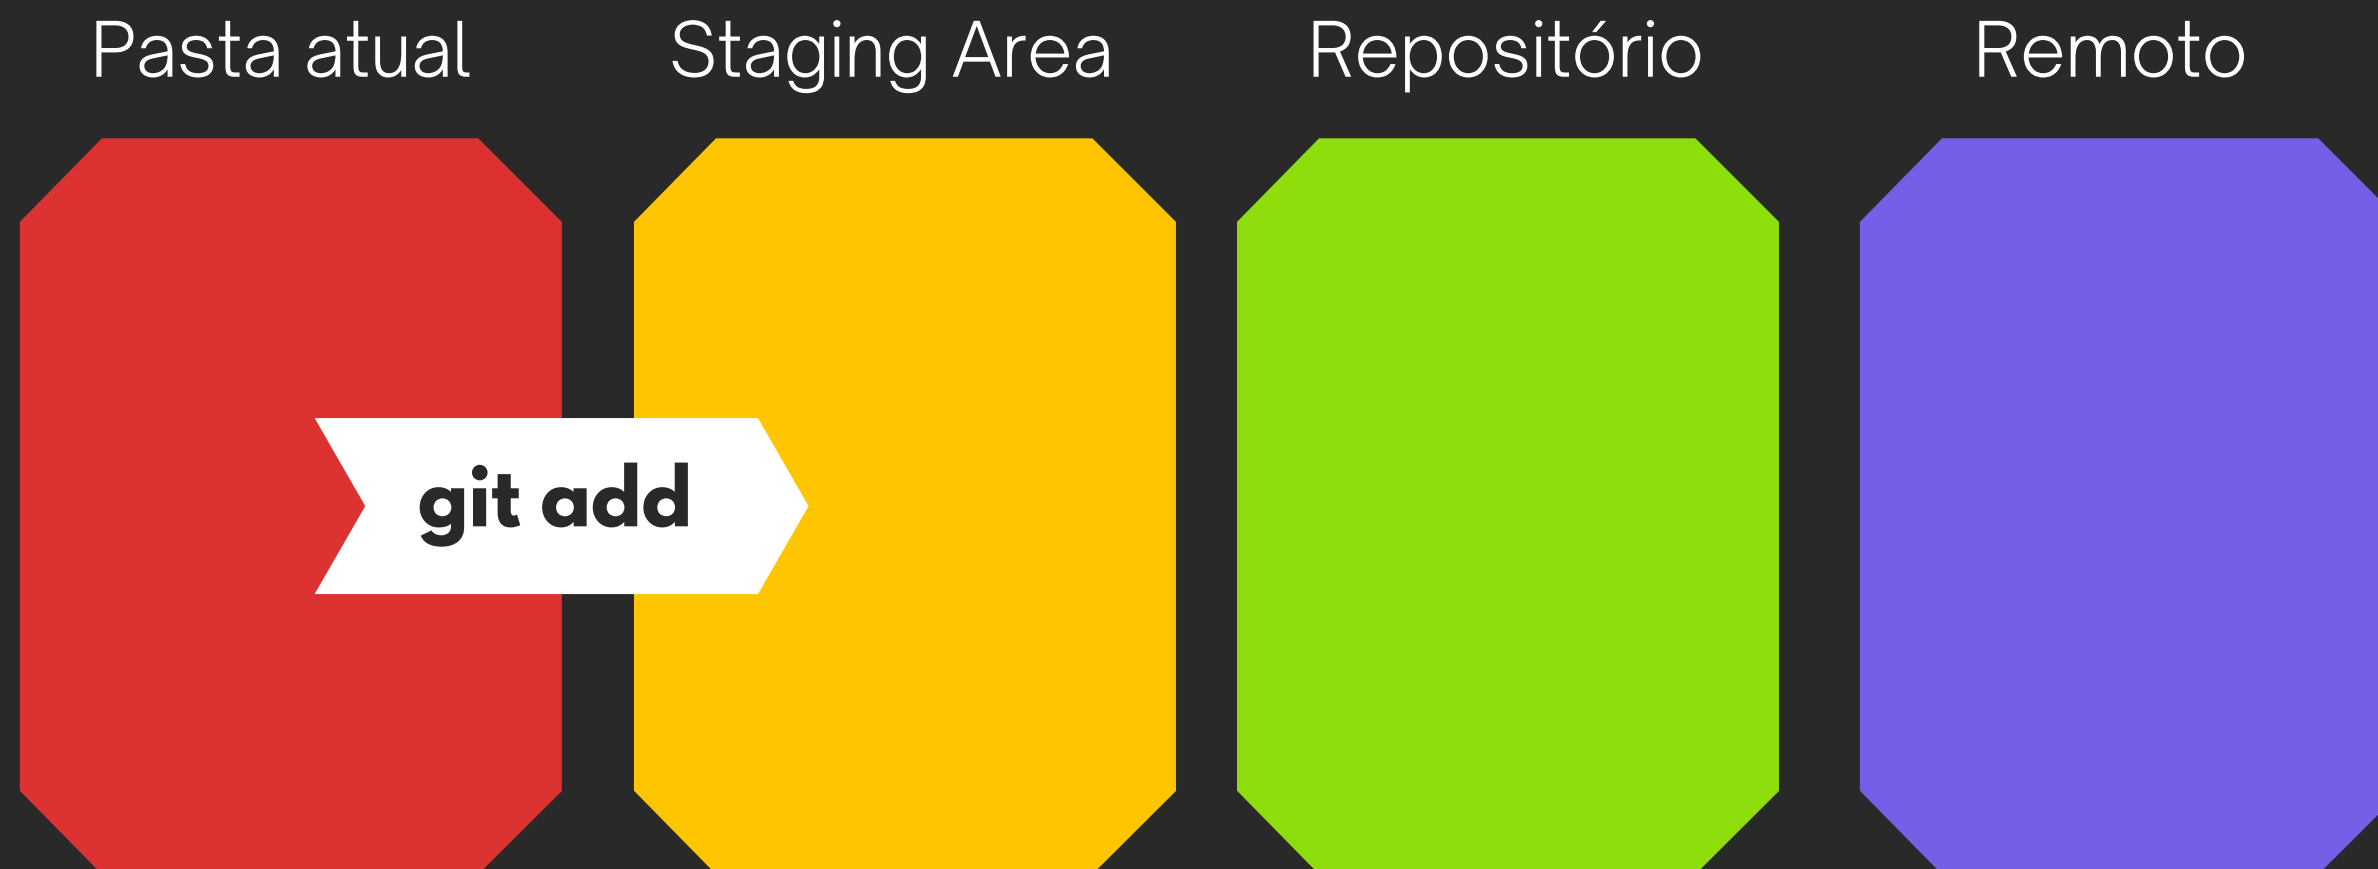 Pasta atual
Staging Area
Repositório
Remoto
git add